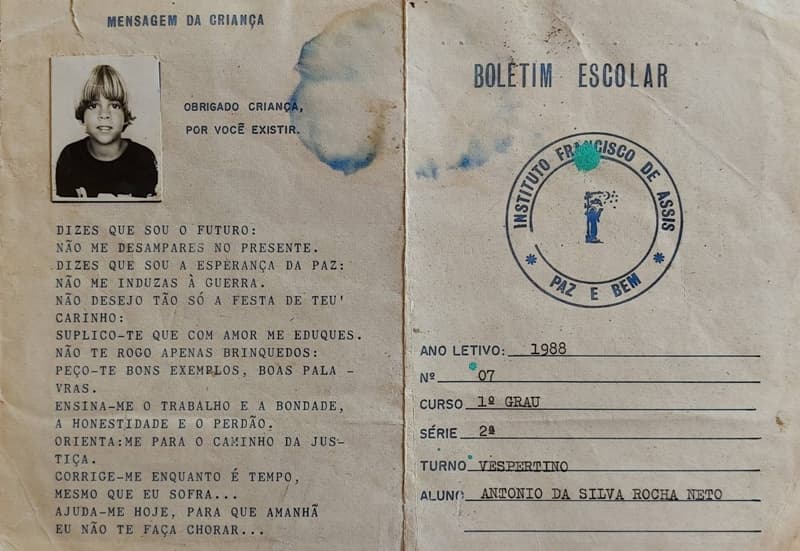 MENSAGEM DA CRIANÇA
OBRIGADO CRIANÇA,
POR VOCÊ EXISTIR.
DIZES QUE SOU O FUTURO:
NÃO ME DESAMPARES NO PRESENTE.
DIZES QUE SOU A ESPERANÇA DA PAZ:
NÃO ME INDUZAS À GUERRA.
NÃO DESEJO TÃO SÓ A FESTA DE TEU'
CARINHO:
SUPLICO-TE QUE COM AMOR ME EDUQUES.
NÃO TE ROGO APENAS BRINQUEDOS:
PEÇO-TE BONS EXEMPLOS, BOAS PALA -
VRAS.
ENSINA-ME O TRABALHO E A BONDADE,
A HONESTIDADE E O PERDÃO.
ORIENTA:ME PARA O CAMINHO DA JUS-
TIÇA.
CORRIGE-ME ENQUANTO É TEMPO,
MESMO QUE EU SOFRA...
AJUDA-ME HOJE, PARA QUE AMANHÃ
EU NÃO TE FAÇA CHORAR...
BOLETIM ESCOLAR
INSTITUTO FRANCISCO DE ASSIS
* PAZ E BEM *
ANO LETIVO: 1988
Nº 07
CURSO 1º GRAU
SÉRIE 2ª
TURNO VESPERTINO
ALUNO ANTONIO DA SILVA ROCHA NETO